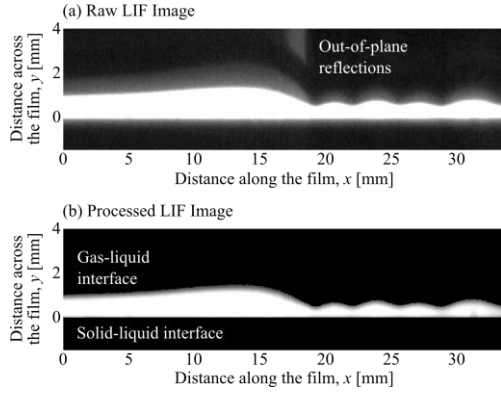 (a) Raw LIF Image
Distance across
the film, y [mm]
4
2
0
Out-of-plane
reflections
0 5 10 15 20 25 30
Distance along the film, x [mm]
(b) Processed LIF Image
Distance across
the film, y [mm]
4
2
0
Gas-liquid
interface
Solid-liquid interface
0 5 10 15 20 25 30
Distance along the film, x [mm]